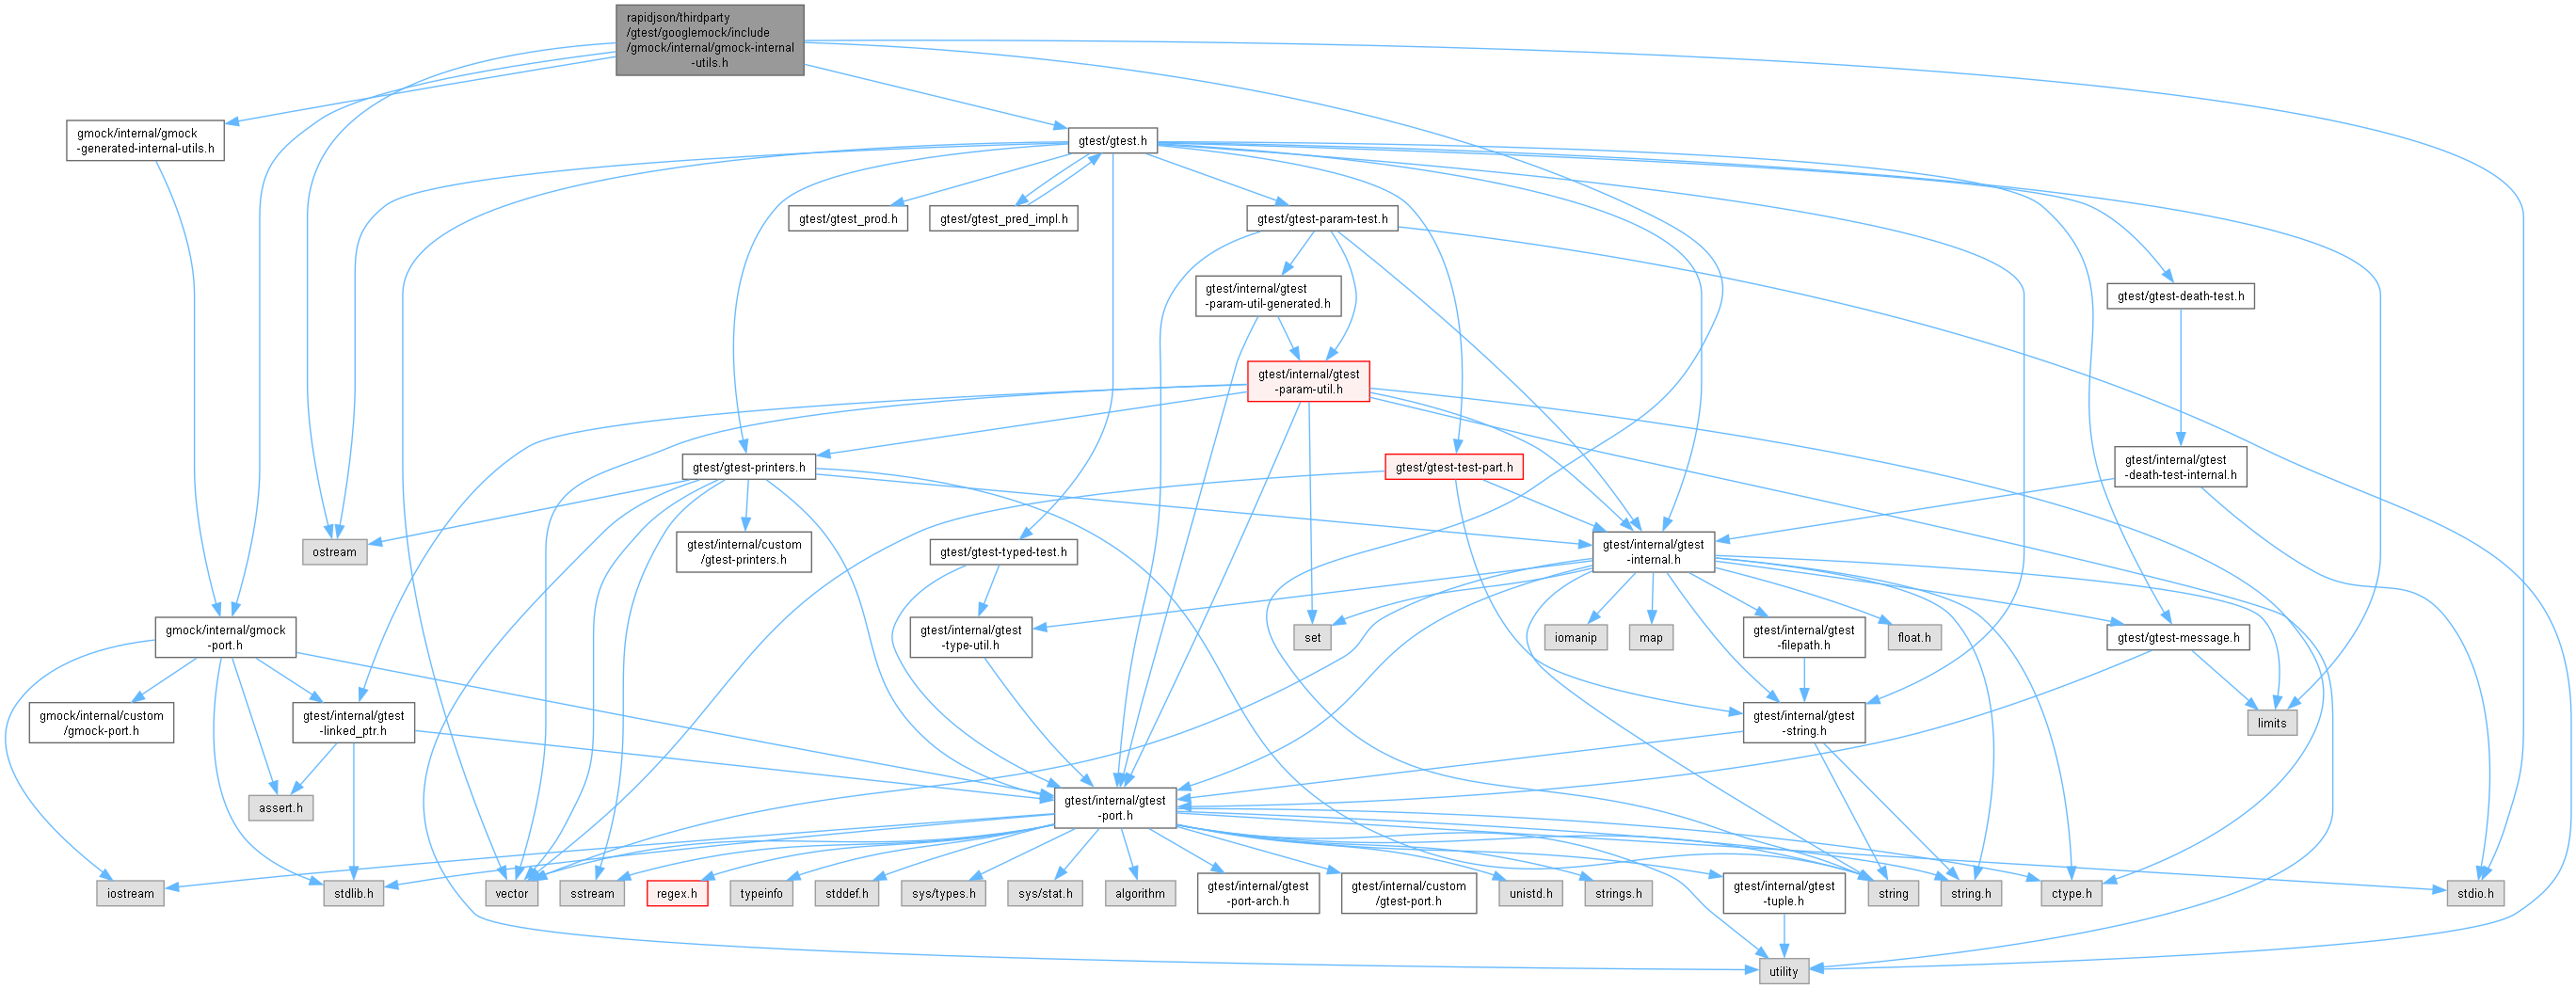 rapidjson/thirdparty
/gtest/googlemock/include
/gmock/internal/gmock-internal
-utils.h
gmock/internal/gmock
-generated-internal-utils.h
gtest/gtest.h
gtest/gtest_prod.h
gtest/gtest_pred_impl.h
gtest/gtest-param-test.h
gtest/internal/gtest
-param-util-generated.h
gtest/gtest-death-test.h
gtest/internal/gtest
-param-util.h
gtest/gtest-printers.h
gtest/gtest-test-part.h
gtest/internal/gtest
-death-test-internal.h
ostream
gtest/internal/custom
/gtest-printers.h
gtest/gtest-typed-test.h
gtest/internal/gtest
-internal.h
gmock/internal/gmock
-port.h
gtest/internal/gtest
-type-util.h
set
iomanip
map
gtest/internal/gtest
-filepath.h
float.h
gtest/gtest-message.h
gmock/internal/custom
/gmock-port.h
gtest/internal/gtest
-linked_ptr.h
gtest/internal/gtest
-string.h
limits
assert.h
gtest/internal/gtest
-port.h
iostream
stdlib.h
vector
sstream
regex.h
typeinfo
stddef.h
sys/types.h
sys/stat.h
algorithm
gtest/internal/gtest
-port-arch.h
gtest/internal/custom
/gtest-port.h
unistd.h
strings.h
gtest/internal/gtest
-tuple.h
string
string.h
ctype.h
stdio.h
utility